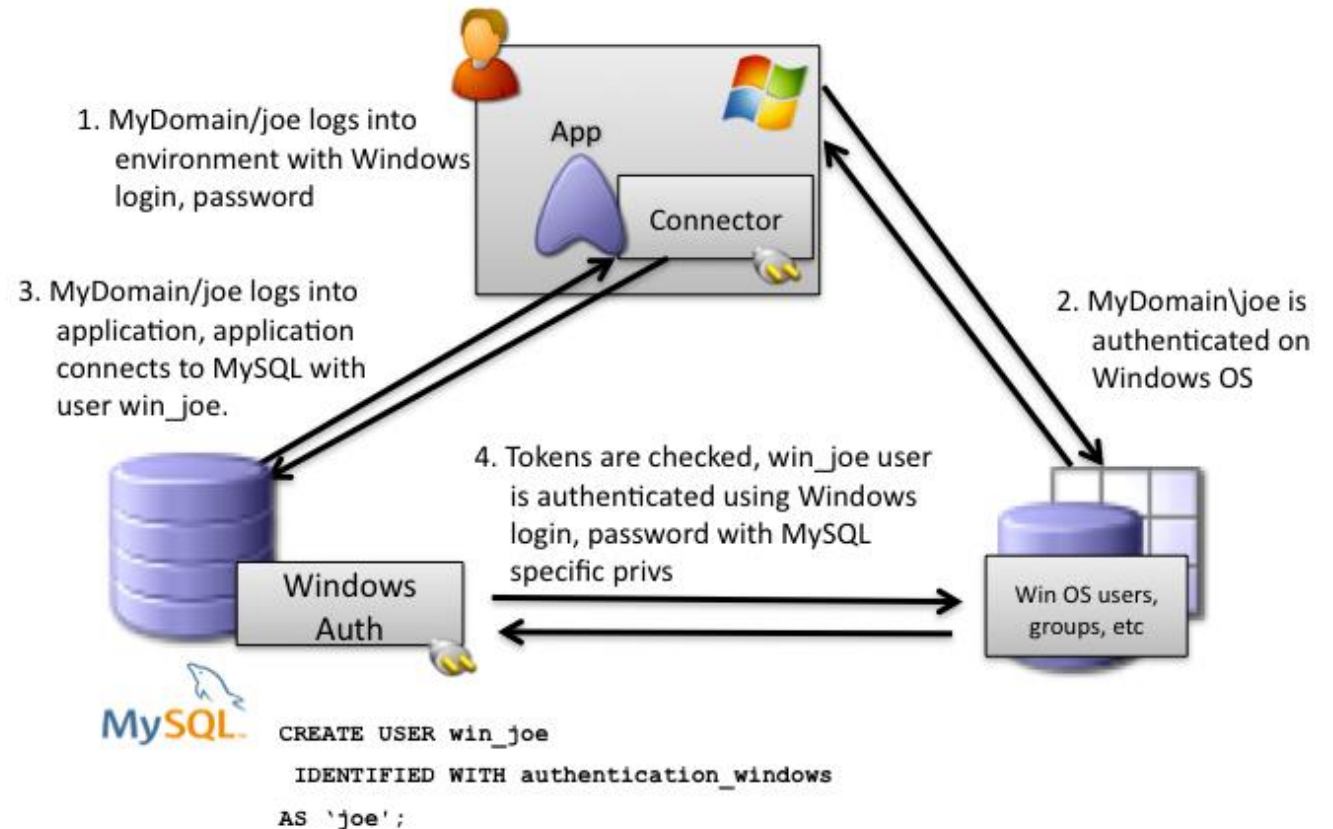 1. MyDomain/joe logs into
environment with Windows
login, password
App
Connector
3. MyDomain/joe logs into
application, application
connects to MySQL with
user win_joe.
2. MyDomain\joe is
authenticated on
Windows OS
4. Tokens are checked, win_joe user
is authenticated using Windows
login, password with MySQL
specific privs
Windows
Auth
Win OS users,
groups, etc
MySQL™
CREATE USER win_joe
IDENTIFIED WITH authentication_windows
AS ‘joe';